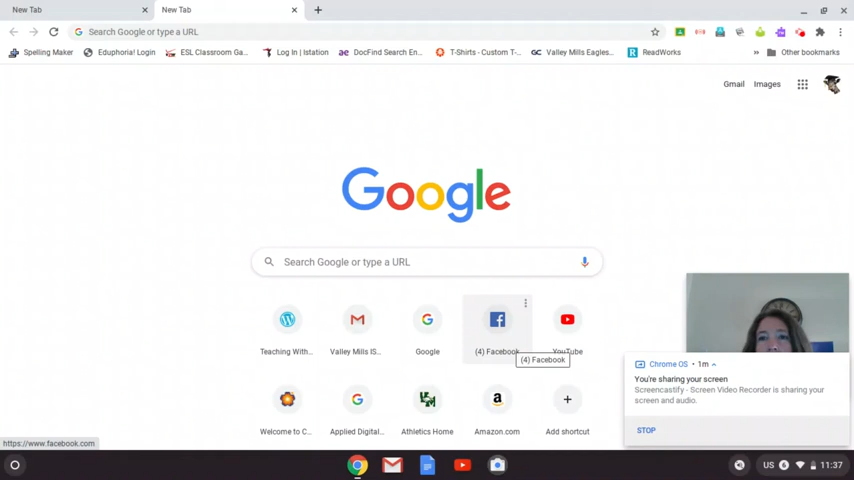 New Tab
New Tab
Search Google or type a URL
Spelling Maker
Eduphoria! Login
ESL Classroom Ga...
Log In | Istation
ae DocFind Search En...
T-Shirts - Custom T-...
GC Valley Mills Eagles...
R ReadWorks
»
Other bookmarks
Gmail
Images
Google
Search Google or type a URL
Teaching With...
Valley Mills IS...
Google
(4) Facebook
YouTube
(4) Facebook
Welcome to C...
Applied Digital...
Athletics Home
Amazon.com
Add shortcut
Chrome OS • 1m
You're sharing your screen
Screencastify - Screen Video Recorder is sharing your
screen and audio.
STOP
https://www.facebook.com
US
6
11:37